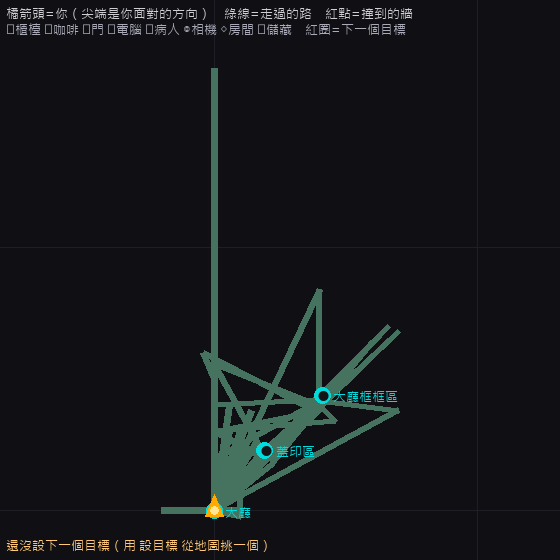 橘箭頭=你（尖端是你面對的方向） 綠線=走過的路 紅點=撞到的牆
櫃檯 咖啡 門 電腦 病人 相機 ◇房間 儲藏 紅圈=下一個目標
大廳框框區
蓋印區
大廳
還沒設下一個目標（用 設目標 從地圖挑一個）